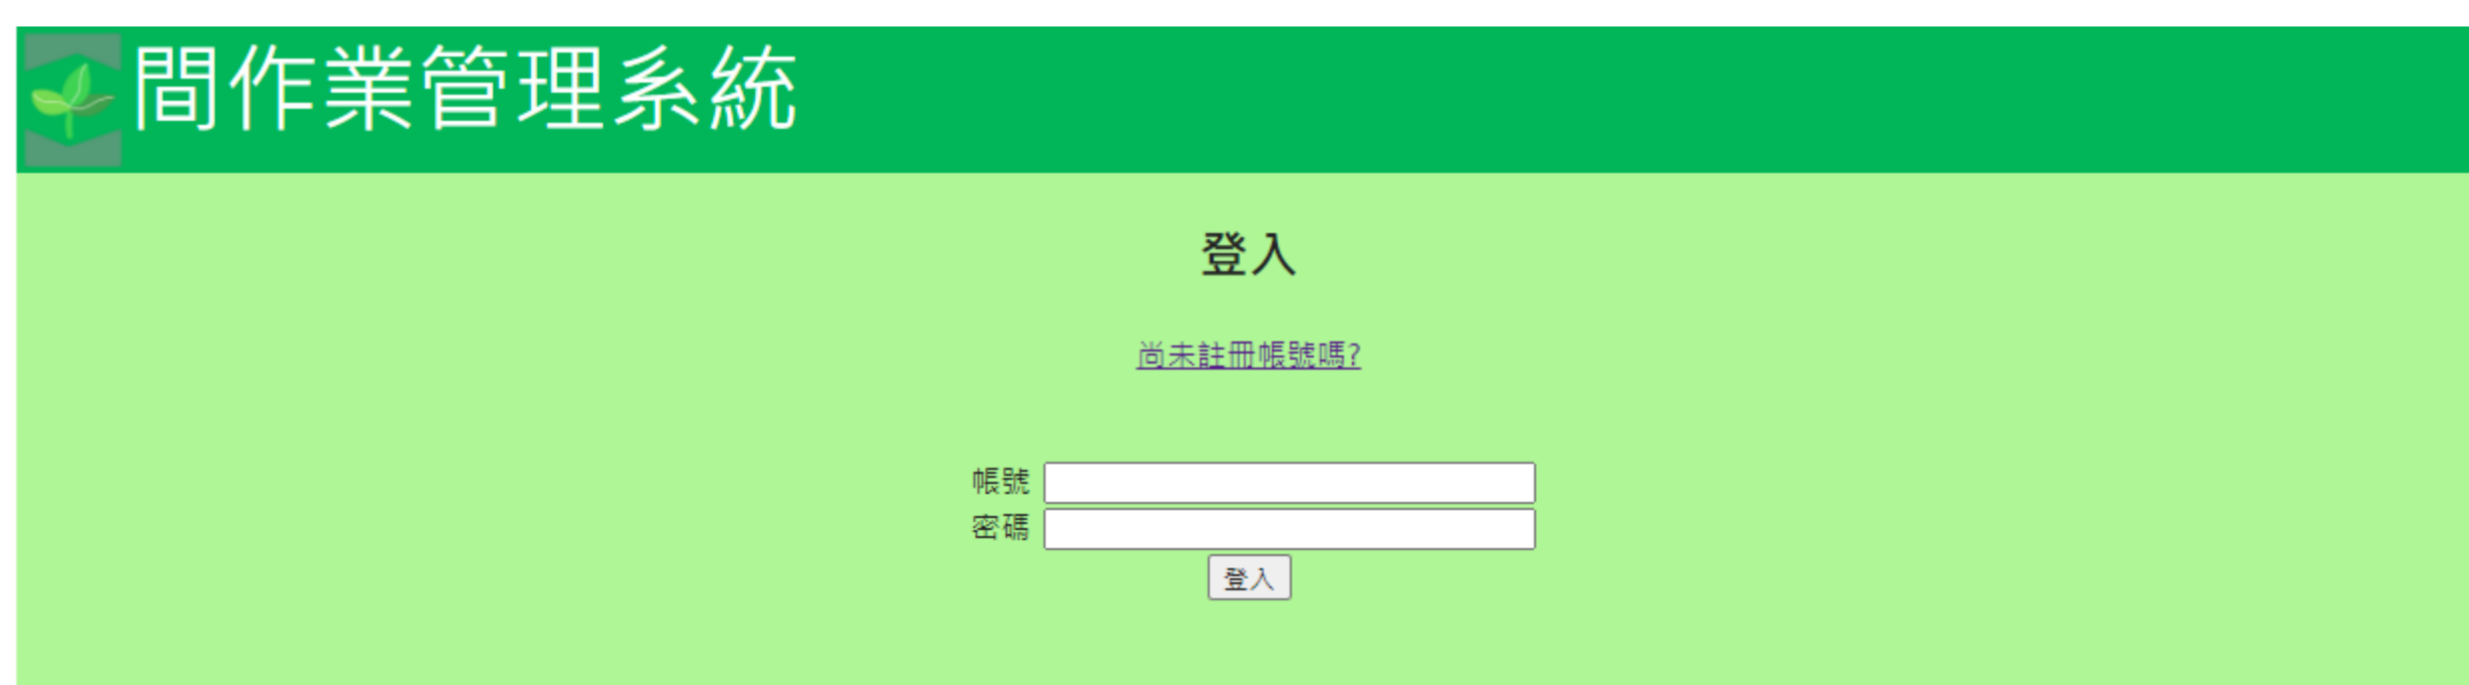 間作業管理系統
登入
尚未註冊帳號嗎?
帳號
密碼
登入